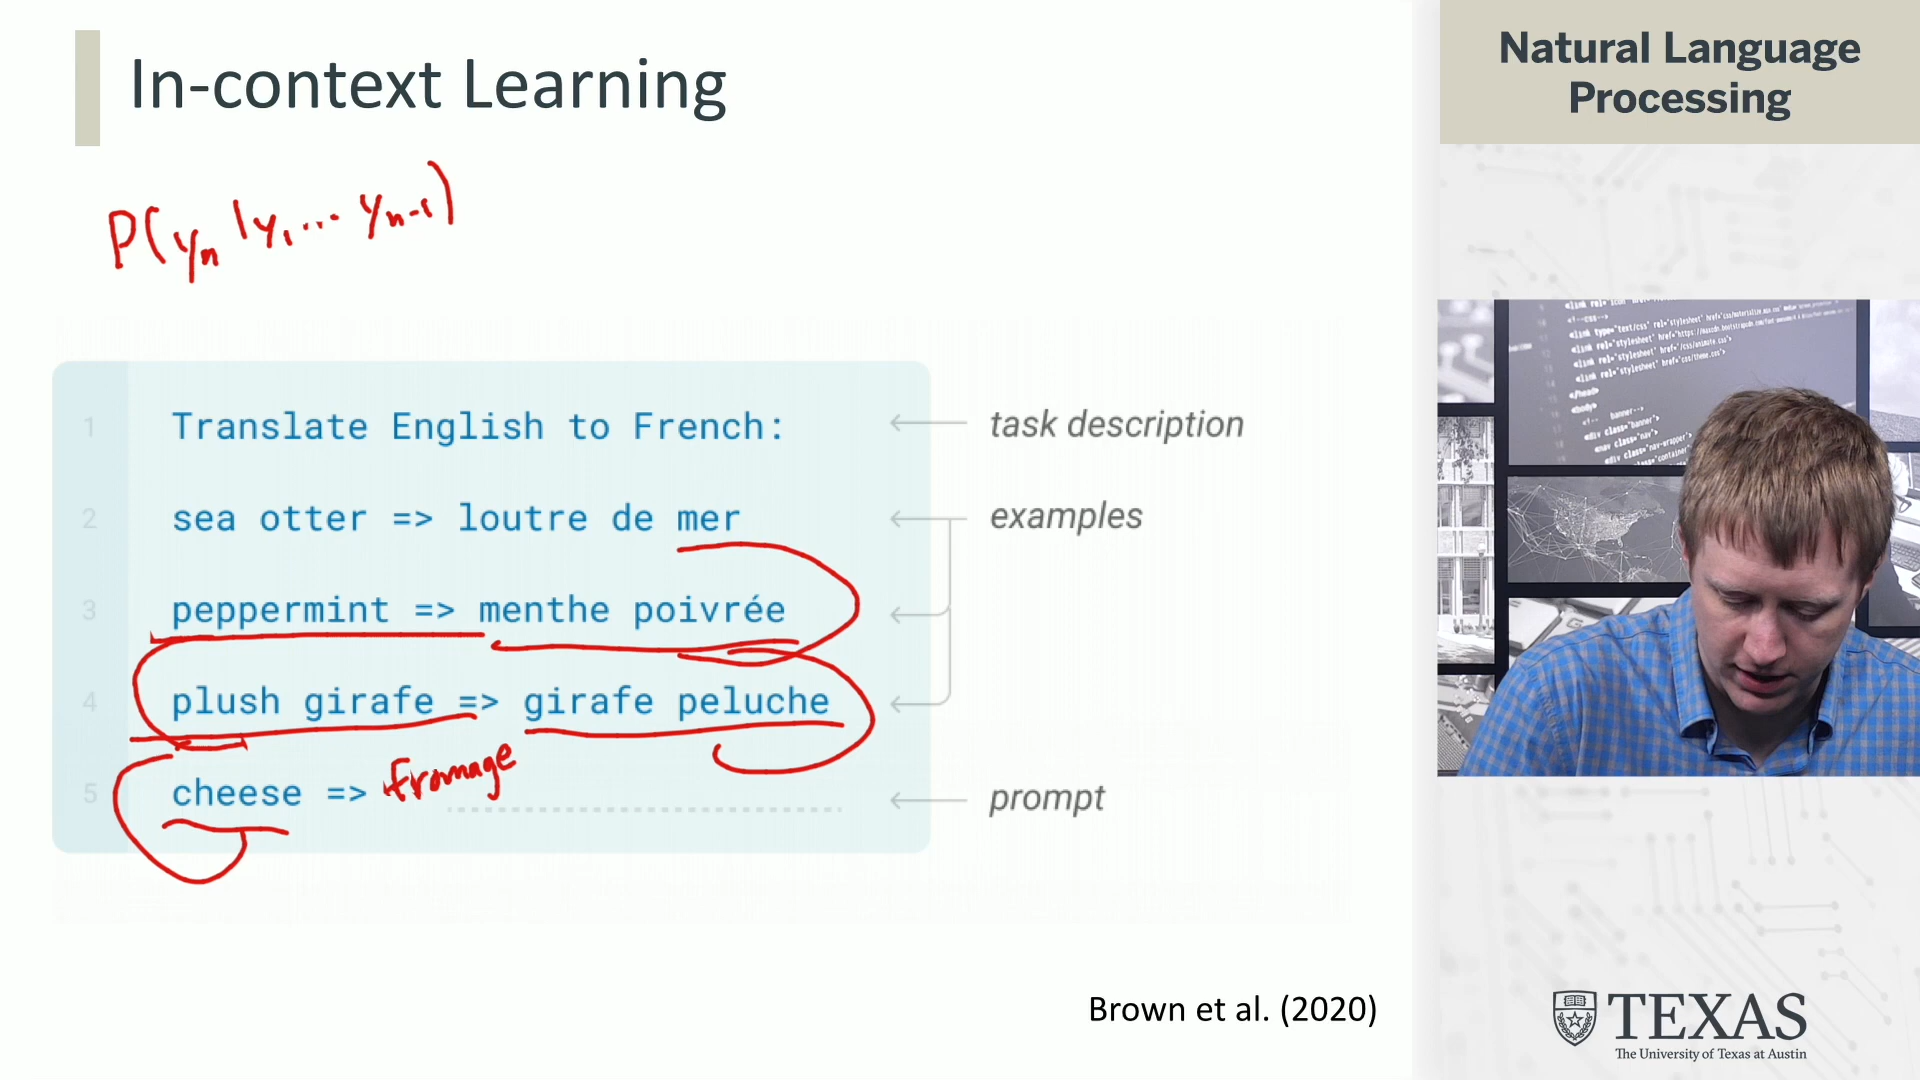 In-context Learning
P(yn | y1, ... yn-1)
1 Translate English to French: task description
2 sea otter => loutre de mer examples
3 peppermint => menthe poivrée
4 plush girafe => girafe peluche
5 cheese => fromage prompt
Brown et al. (2020)
Natural Language
Processing
TEXAS
The University of Texas at Austin